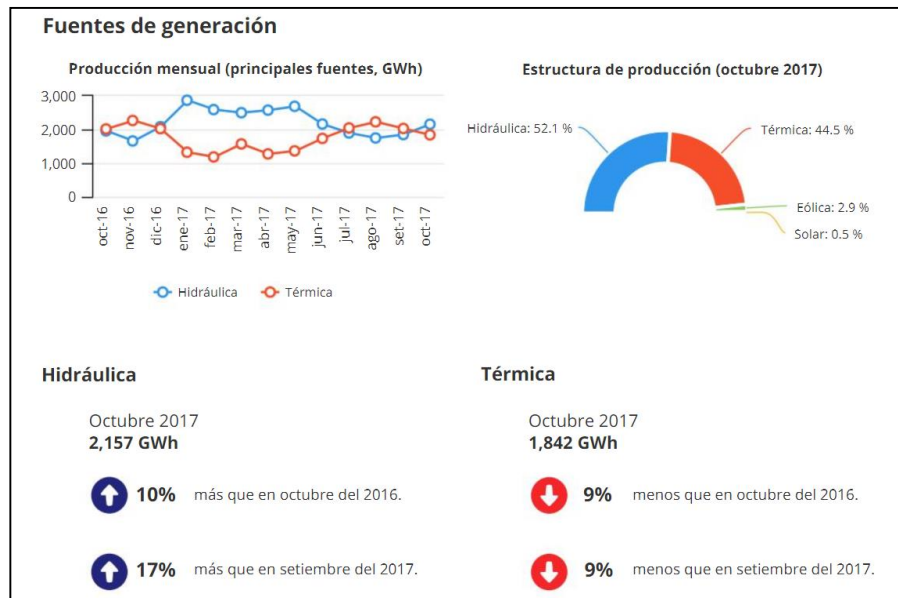 Fuentes de generación
Producción mensual (principales fuentes, GWh)
3,000
2,000
1,000
0
oct-16
nov-16
dic-16
ene-17
feb-17
mar-17
abr-17
may-17
jun-17
jul-17
ago-17
set-17
oct-17
Hidráulica
Térmica
Estructura de producción (octubre 2017)
Hidráulica: 52.1 %
Térmica: 44.5 %
Eólica: 2.9 %
Solar: 0.5 %
Hidráulica
Octubre 2017
2,157 GWh
10% más que en octubre del 2016.
17% más que en setiembre del 2017.
Térmica
Octubre 2017
1,842 GWh
9% menos que en octubre del 2016.
9% menos que en setiembre del 2017.